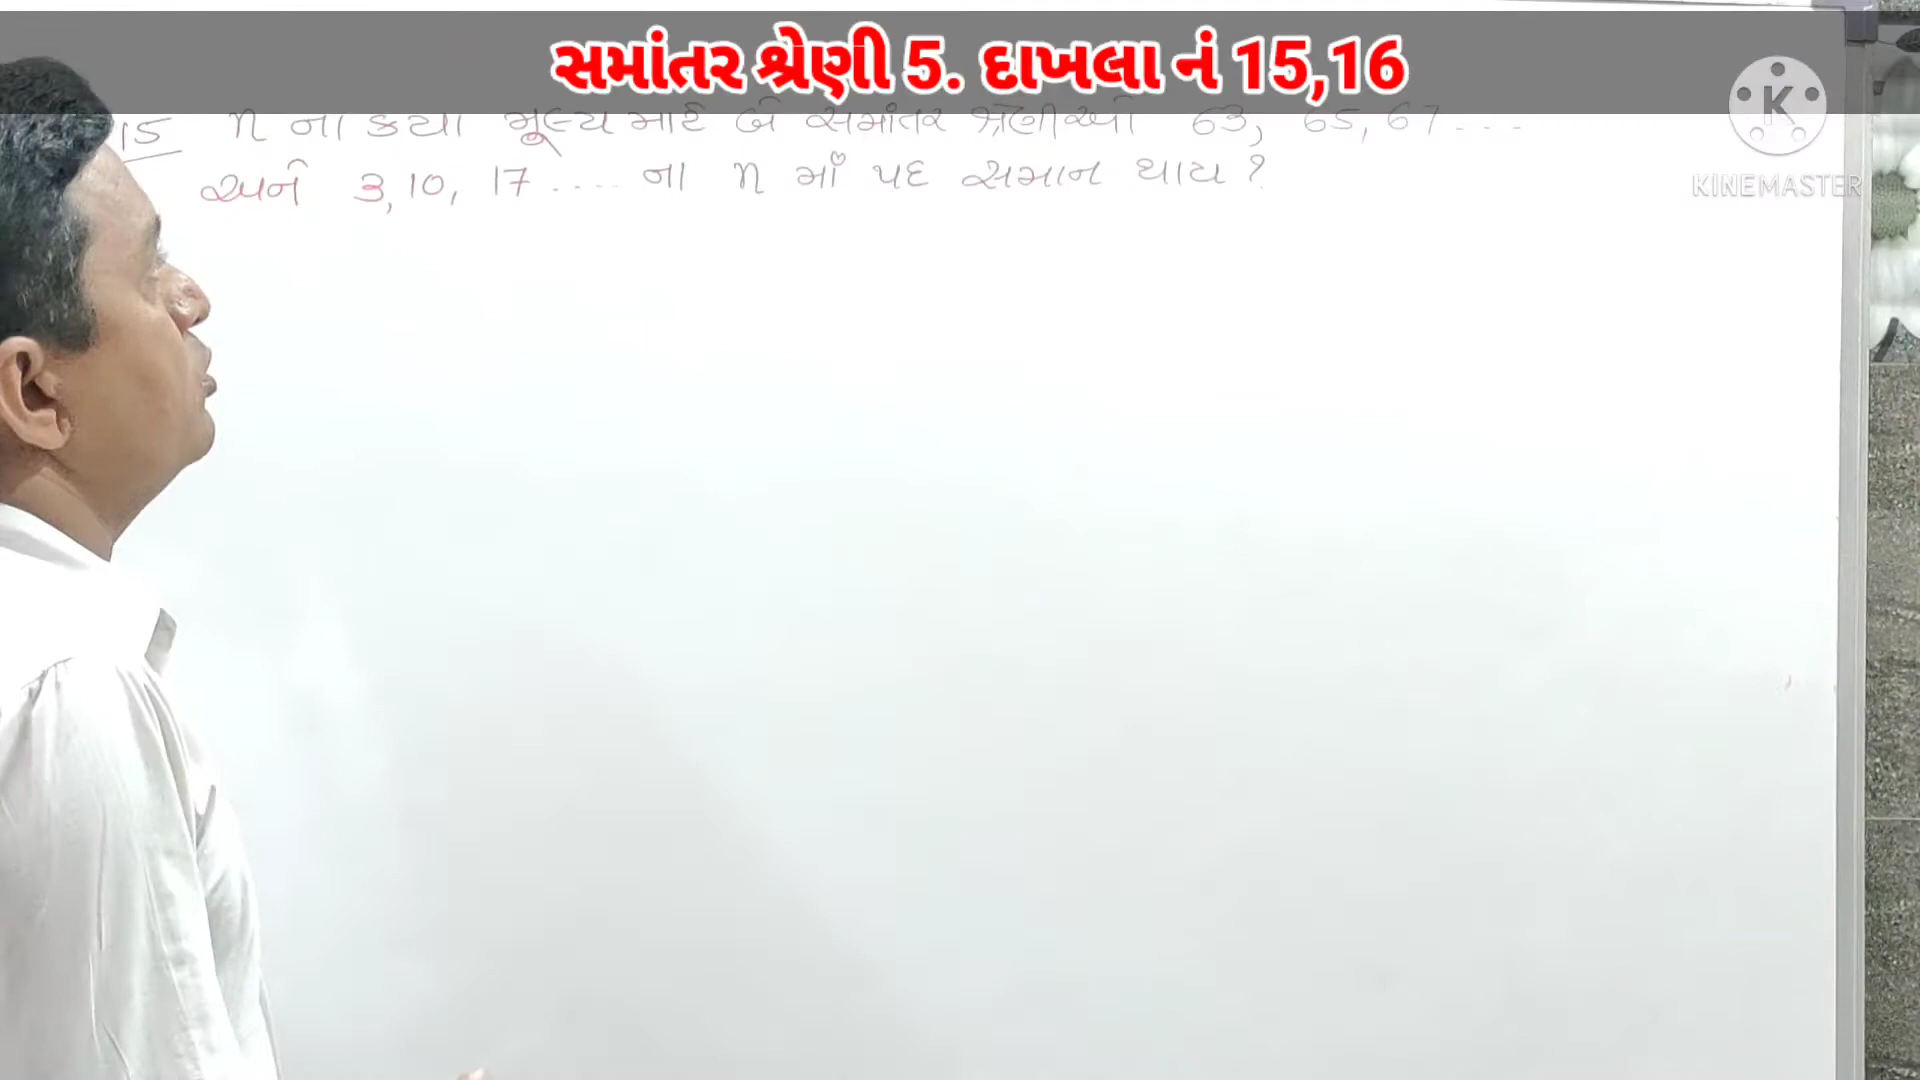 સમાંતર શ્રેણી 5. દાખલા નં 15,16
15 n ના કયા મૂલ્ય માટે બે સમાંતર શ્રેણીઓ 63, 65, 67....
અને 3, 10, 17 .... ના n માં પદ સમાન થાય ?
K
KINEMASTER